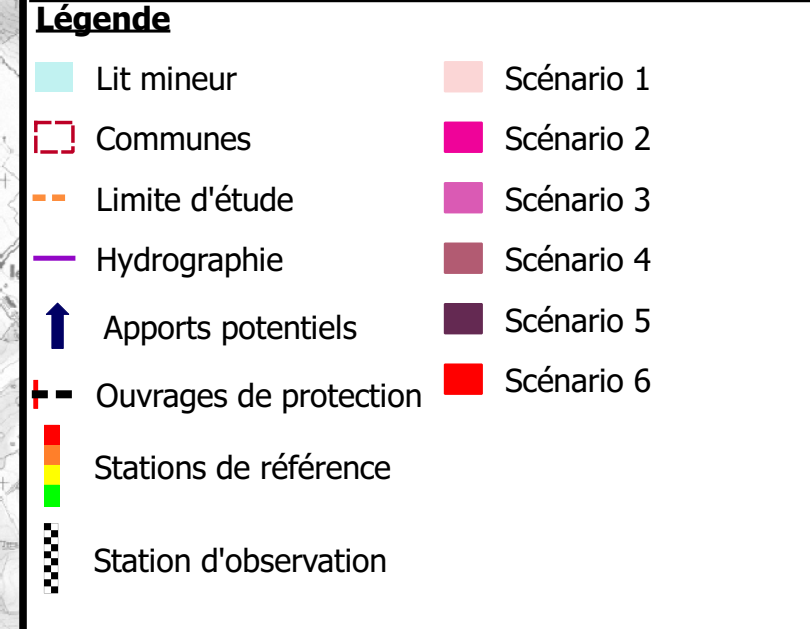 Légende
Lit mineur
Communes
Limite d'étude
Hydrographie
Apports potentiels
Ouvrages de protection
Stations de référence
Station d'observation
Scénario 1
Scénario 2
Scénario 3
Scénario 4
Scénario 5
Scénario 6